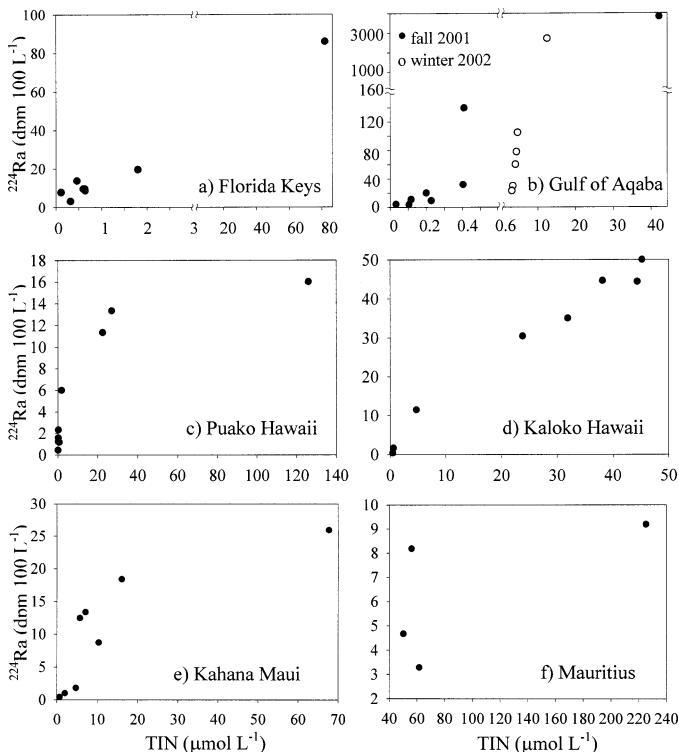 100
80
60
40
20
0
0 1 2 3 20 40 60 80
²²⁴Ra (dpm 100 L⁻¹)
a) Florida Keys
3000
1000
160
120
80
40
0
0 0.2 0.4 0.6 20 40
fall 2001
winter 2002
b) Gulf of Aqaba
18
16
14
12
10
8
6
4
2
0
0 20 40 60 80 100 120 140
²²⁴Ra (dpm 100 L⁻¹)
c) Puako Hawaii
50
40
30
20
10
0
0 10 20 30 40 50
d) Kaloko Hawaii
30
25
20
15
10
5
0
0 10 20 30 40 50 60 70
²²⁴Ra (dpm 100 L⁻¹)
e) Kahana Maui
TIN (μmol L⁻¹)
10
9
8
7
6
5
4
3
2
40 60 80 100 120 140 160 180 200 220 240
f) Mauritius
TIN (μmol L⁻¹)